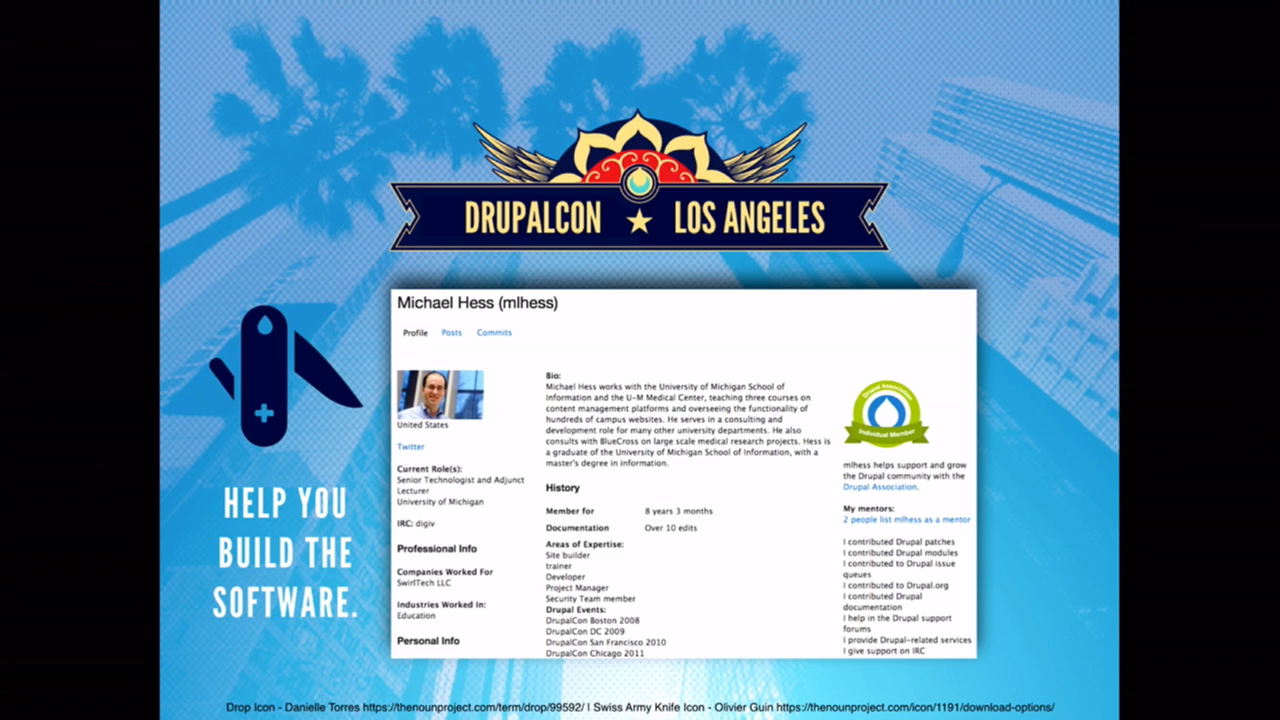 DRUPALCON ★ LOS ANGELES
HELP YOU
BUILD THE
SOFTWARE.
Michael Hess (mlhess)
Profile Posts Commits
United States
Twitter
Current Role(s):
Senior Technologist and Adjunct
Lecturer
University of Michigan
IRC: digiv
Professional Info
Companies Worked For
SwirlTech LLC
Industries Worked In:
Education
Personal Info
Bio:
Michael Hess works with the University of Michigan School of
Information and the U-M Medical Center, teaching three courses on
content management platforms and overseeing the functionality of
hundreds of campus websites. He serves in a consulting and
development role for many other university departments. He also
consults with BlueCross on large scale medical research projects. Hess is
a graduate of the University of Michigan School of Information, with a
master's degree in information.
History
Member for 8 years 3 months
Documentation Over 10 edits
Areas of Expertise:
Site builder
trainer
Developer
Project Manager
Security Team member
Drupal Events:
DrupalCon Boston 2008
DrupalCon DC 2009
DrupalCon San Francisco 2010
DrupalCon Chicago 2011
Drupal Association
Individual Member
mlhess helps support and grow
the Drupal community with the
Drupal Association.
My mentors:
2 people list mlhess as a mentor
I contributed Drupal patches
I contributed Drupal modules
I contributed to Drupal issue
queues
I contributed to Drupal.org
I contributed Drupal
documentation
I help in the Drupal support
forums
I provide Drupal-related services
I give support on IRC
Drop Icon - Danielle Torres https://thenounproject.com/term/drop/99592/ | Swiss Army Knife Icon - Olivier Guin https://thenounproject.com/icon/1191/download-options/